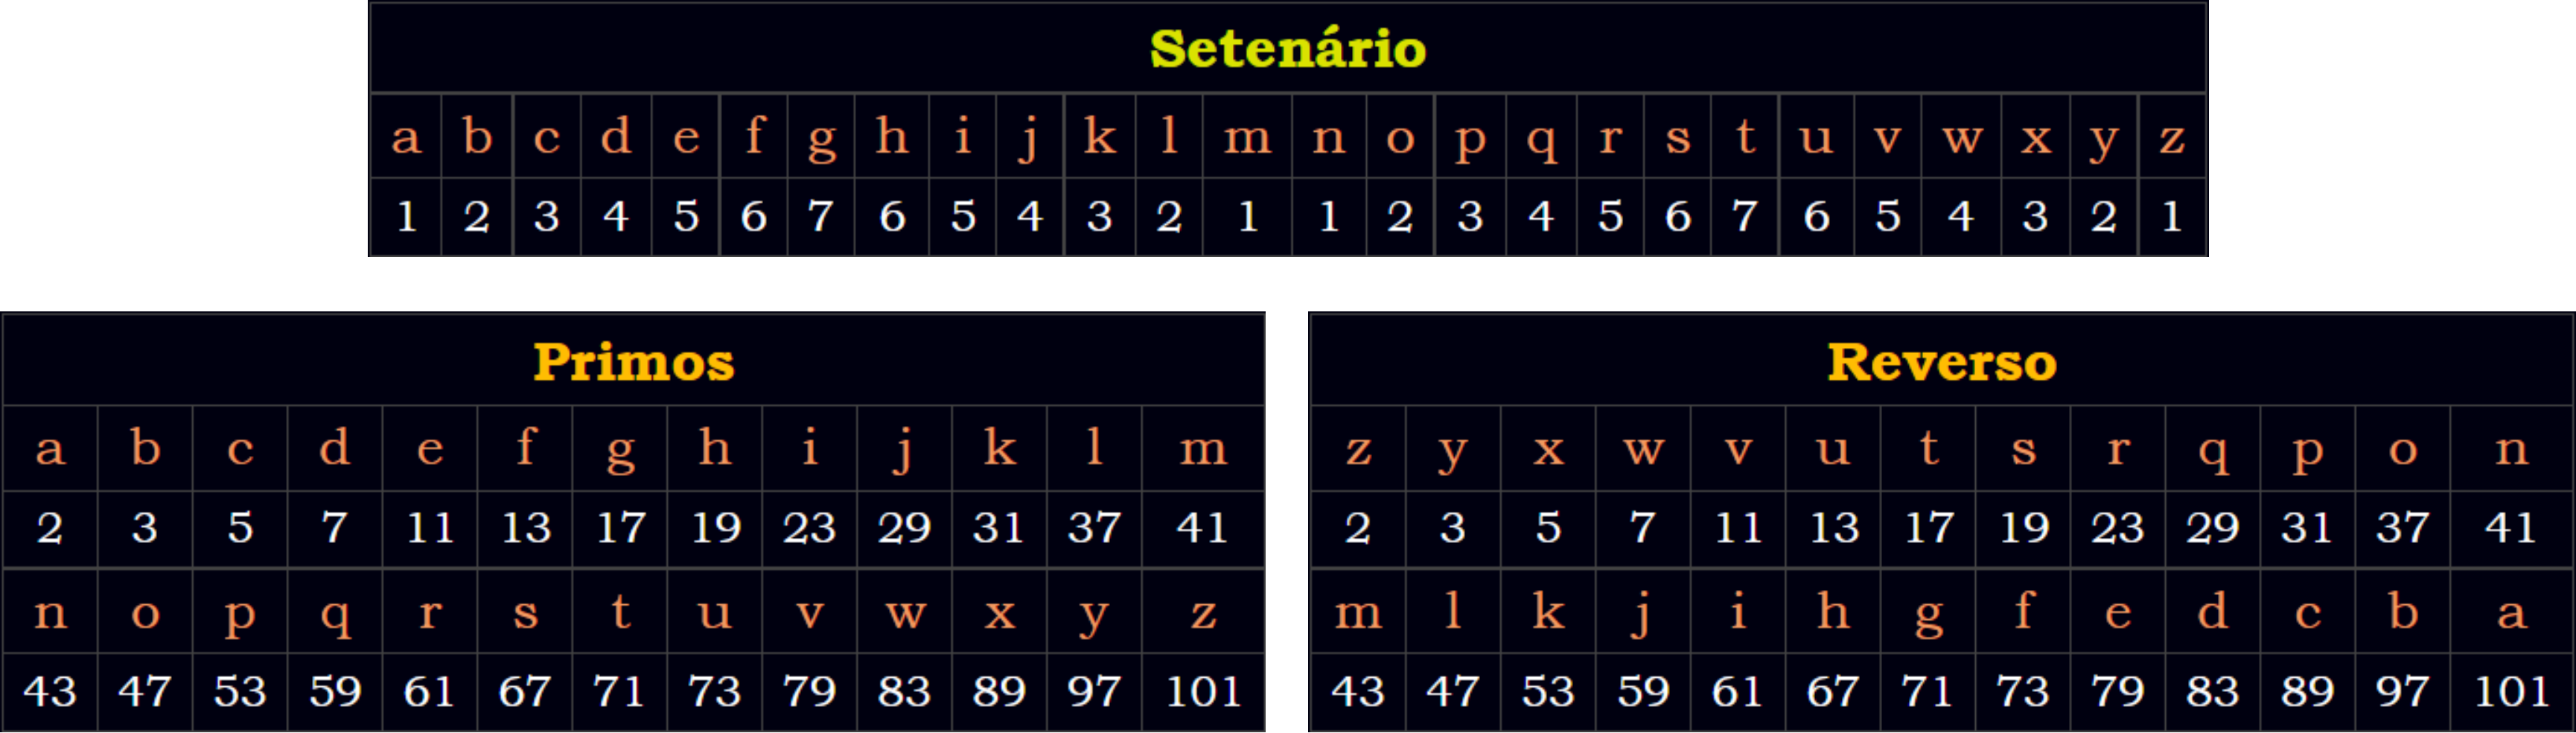 Setenário
a b c d e f g h i j k l m n o p q r s t u v w x y z
1 2 3 4 5 6 7 6 5 4 3 2 1 1 2 3 4 5 6 7 6 5 4 3 2 1
Primos
a b c d e f g h i j k l m
2 3 5 7 11 13 17 19 23 29 31 37 41
n o p q r s t u v w x y z
43 47 53 59 61 67 71 73 79 83 89 97 101
Reverso
z y x w v u t s r q p o n
2 3 5 7 11 13 17 19 23 29 31 37 41
m l k j i h g f e d c b a
43 47 53 59 61 67 71 73 79 83 89 97 101